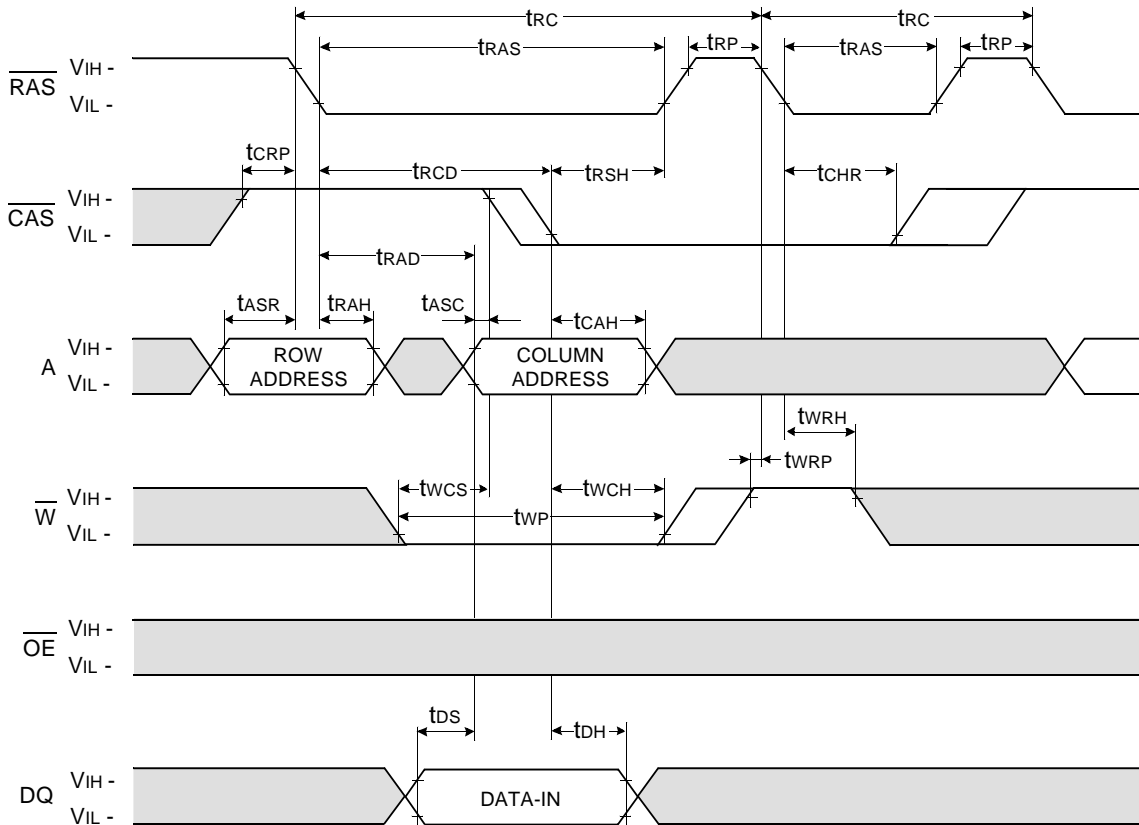 tRC tRC
tRAS tRP tRAS tRP
RAS VIH -
VIL -
tCRP tRCD tRSH tCHR
CAS VIH -
VIL -
tRAD
tASR tRAH tASC tCAH
A VIH -
VIL -
ROW ADDRESS
COLUMN ADDRESS
tWRH
tWRP
tWCS tWCH
W VIH -
VIL -
tWP
OE VIH -
VIL -
tDS tDH
DQ VIH -
VIL -
DATA-IN